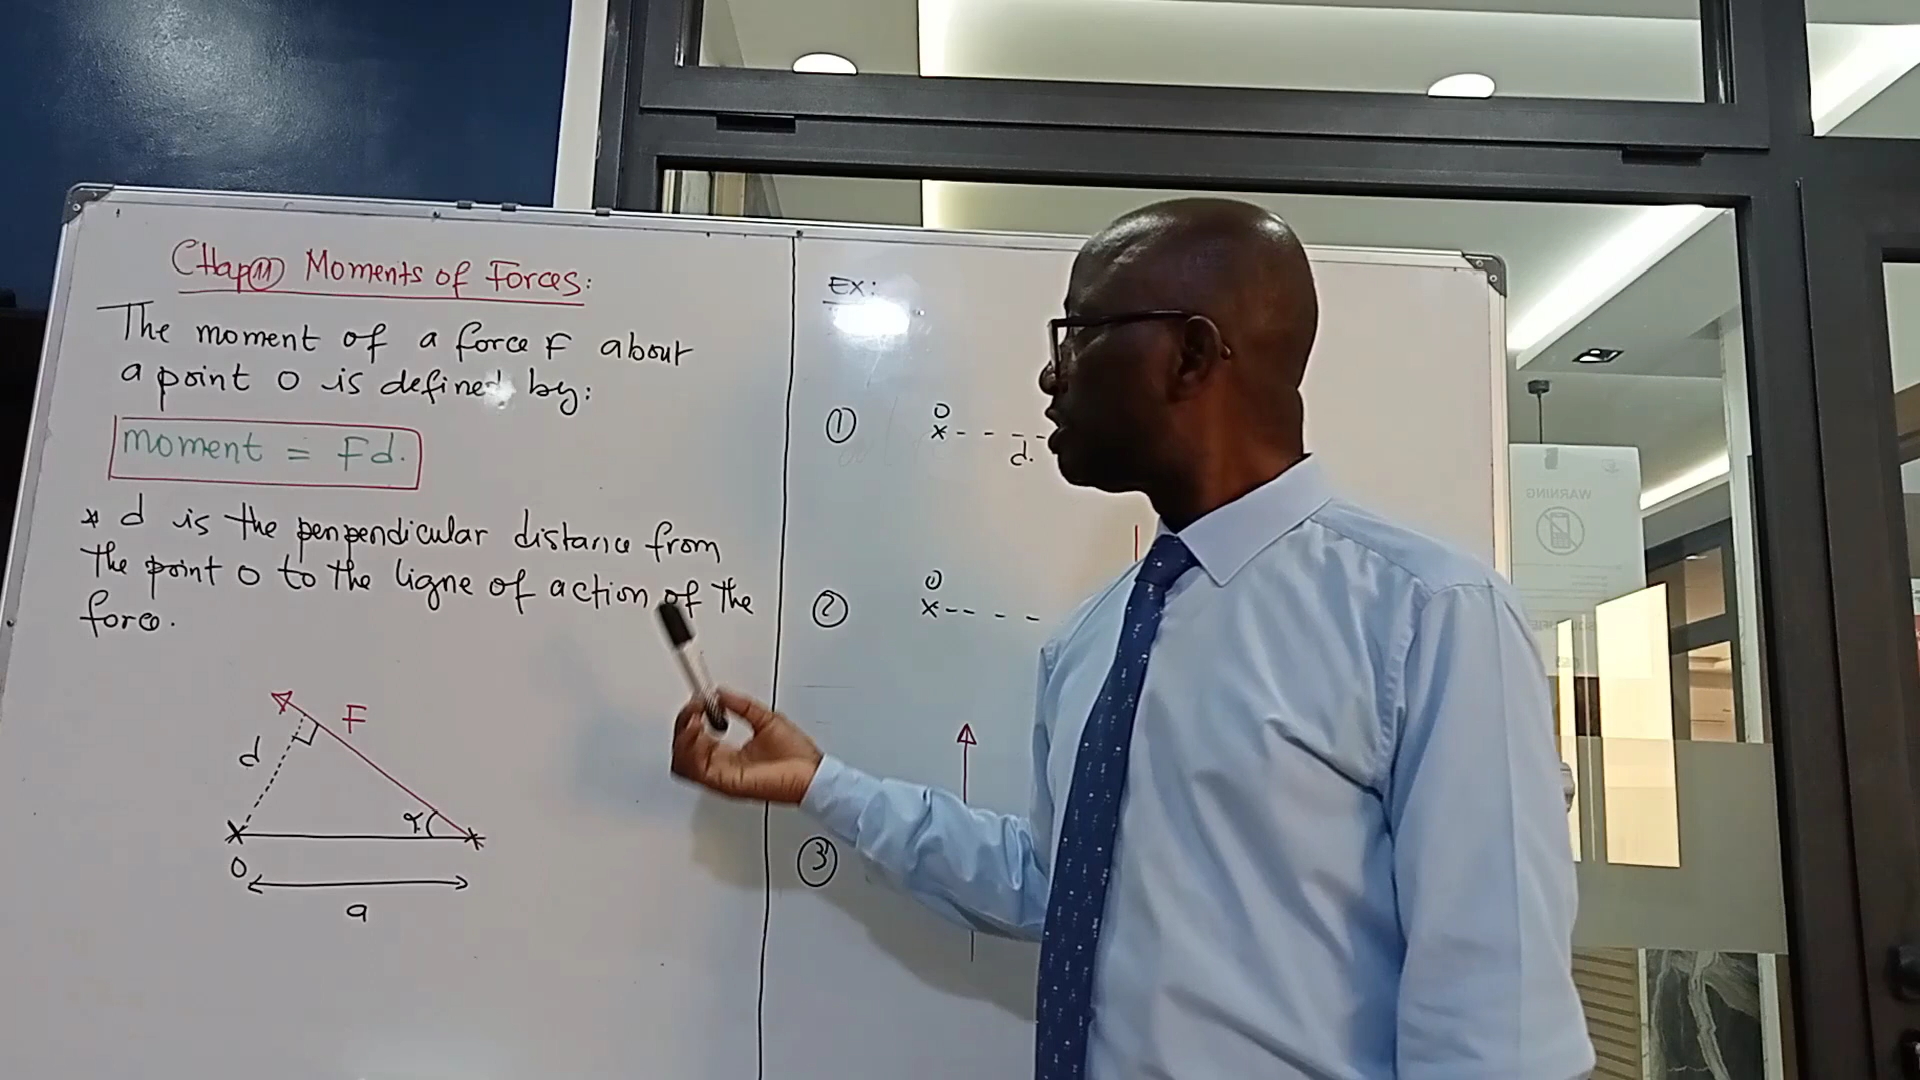 CHap 11 Moments of Forces:
The moment of a force F about
a point O is defined by:
moment = Fd.
* d is the penpendicular distance from
the point O to the ligne of action of the
force.
F
d
α
O
a
EX:
1
O
d.
2
O
3
WARNING